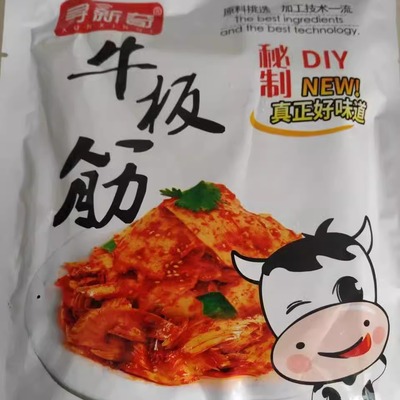 寻新奇®
原料精选 加工技术一流
The best ingredients
and the best technology.
秘制
DIY
NEW!
真正好味道
牛板筋